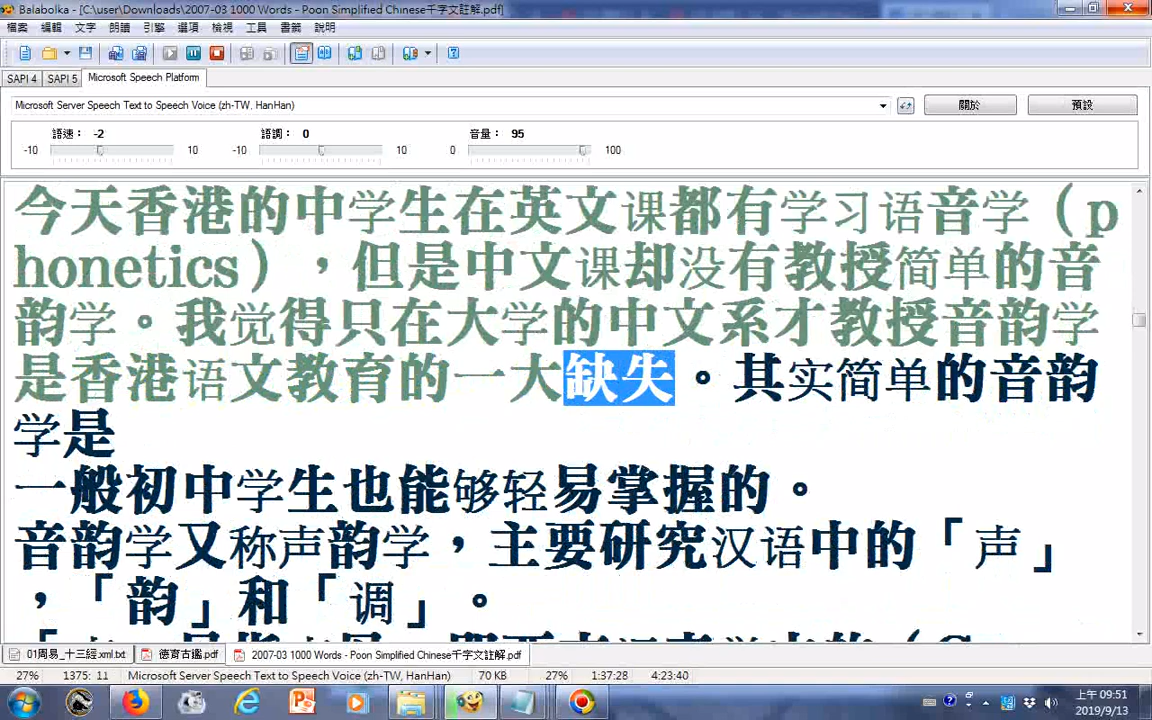 Balabolka - [C:\user\Downloads\2007-03 1000 Words - Poon Simplified Chinese千字文註解.pdf]
檔案 編輯 文字 朗讀 引擎 選項 檢視 工具 書籤 說明
SAPI 4 SAPI 5 Microsoft Speech Platform
Microsoft Server Speech Text to Speech Voice (zh-TW, HanHan) 關於 預設
語速： -2 語調： 0 音量： 95
-10 10 -10 10 0 100
今天香港的中学生在英文课都有学习语音学（p
honetics），但是中文课却没有教授简单的音
韵学。我觉得只在大学的中文系才教授音韵学
是香港语文教育的一大缺失。其实简单的音韵
学是
一般初中学生也能够轻易掌握的。
音韵学又称声韵学，主要研究汉语中的「声」
，「韵」和「调」。
01周易_十三經.xml.txt 德育古鑑.pdf 2007-03 1000 Words - Poon Simplified Chinese千字文註解.pdf
27% 1375: 11 Microsoft Server Speech Text to Speech Voice (zh-TW, HanHan) 70 KB 27% 1:37:28 4:23:40
上午 09:51
2019/9/13